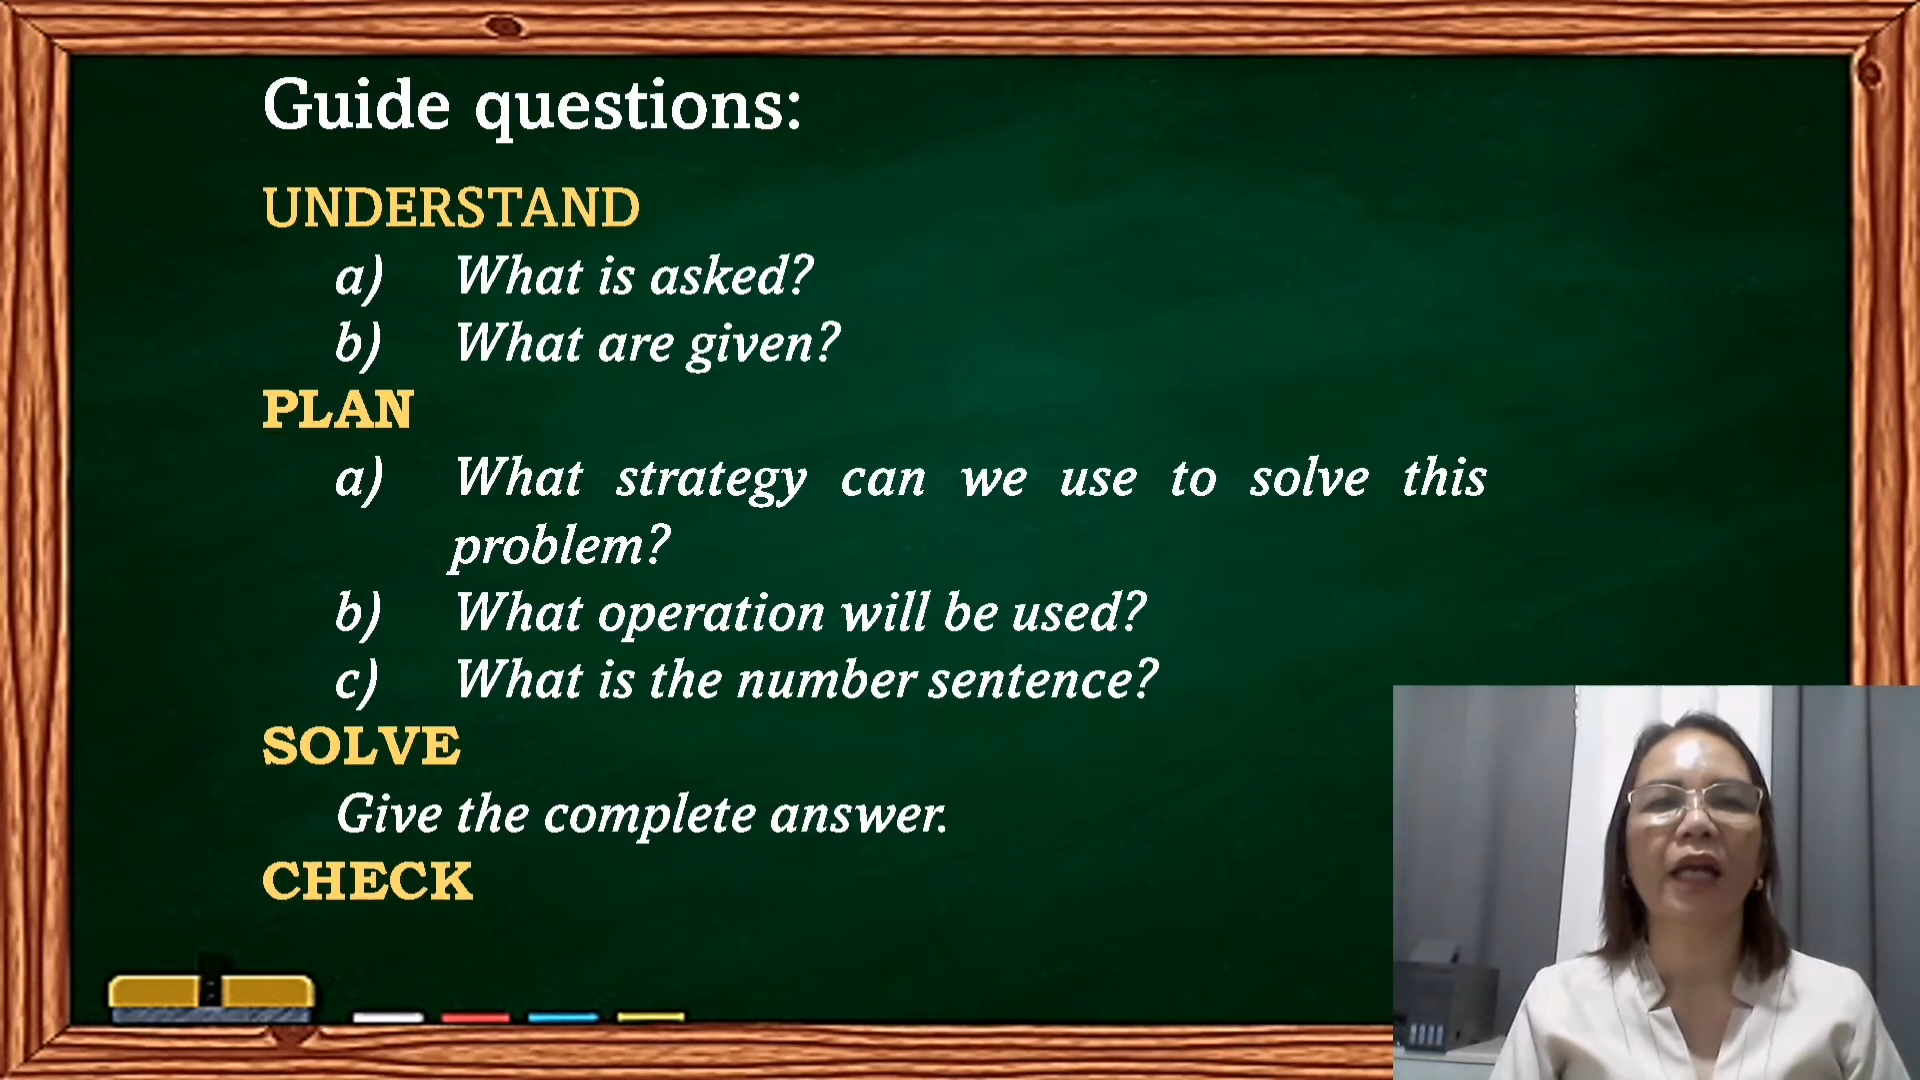 Guide questions:
UNDERSTAND
a) What is asked?
b) What are given?
PLAN
a) What strategy can we use to solve this
problem?
b) What operation will be used?
c) What is the number sentence?
SOLVE
Give the complete answer.
CHECK